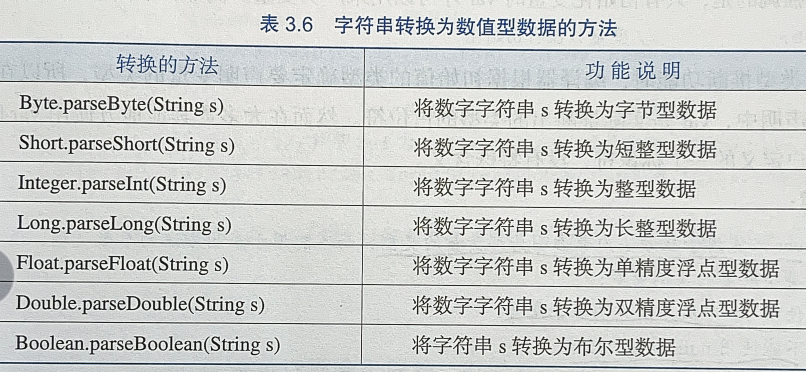 表 3.6 字符串转换为数值型数据的方法
转换的方法 功能说明
Byte.parseByte(String s) 将数字字符串 s 转换为字节型数据
Short.parseShort(String s) 将数字字符串 s 转换为短整型数据
Integer.parseInt(String s) 将数字字符串 s 转换为整型数据
Long.parseLong(String s) 将数字字符串 s 转换为长整型数据
Float.parseFloat(String s) 将数字字符串 s 转换为单精度浮点型数据
Double.parseDouble(String s) 将数字字符串 s 转换为双精度浮点型数据
Boolean.parseBoolean(String s) 将字符串 s 转换为布尔型数据